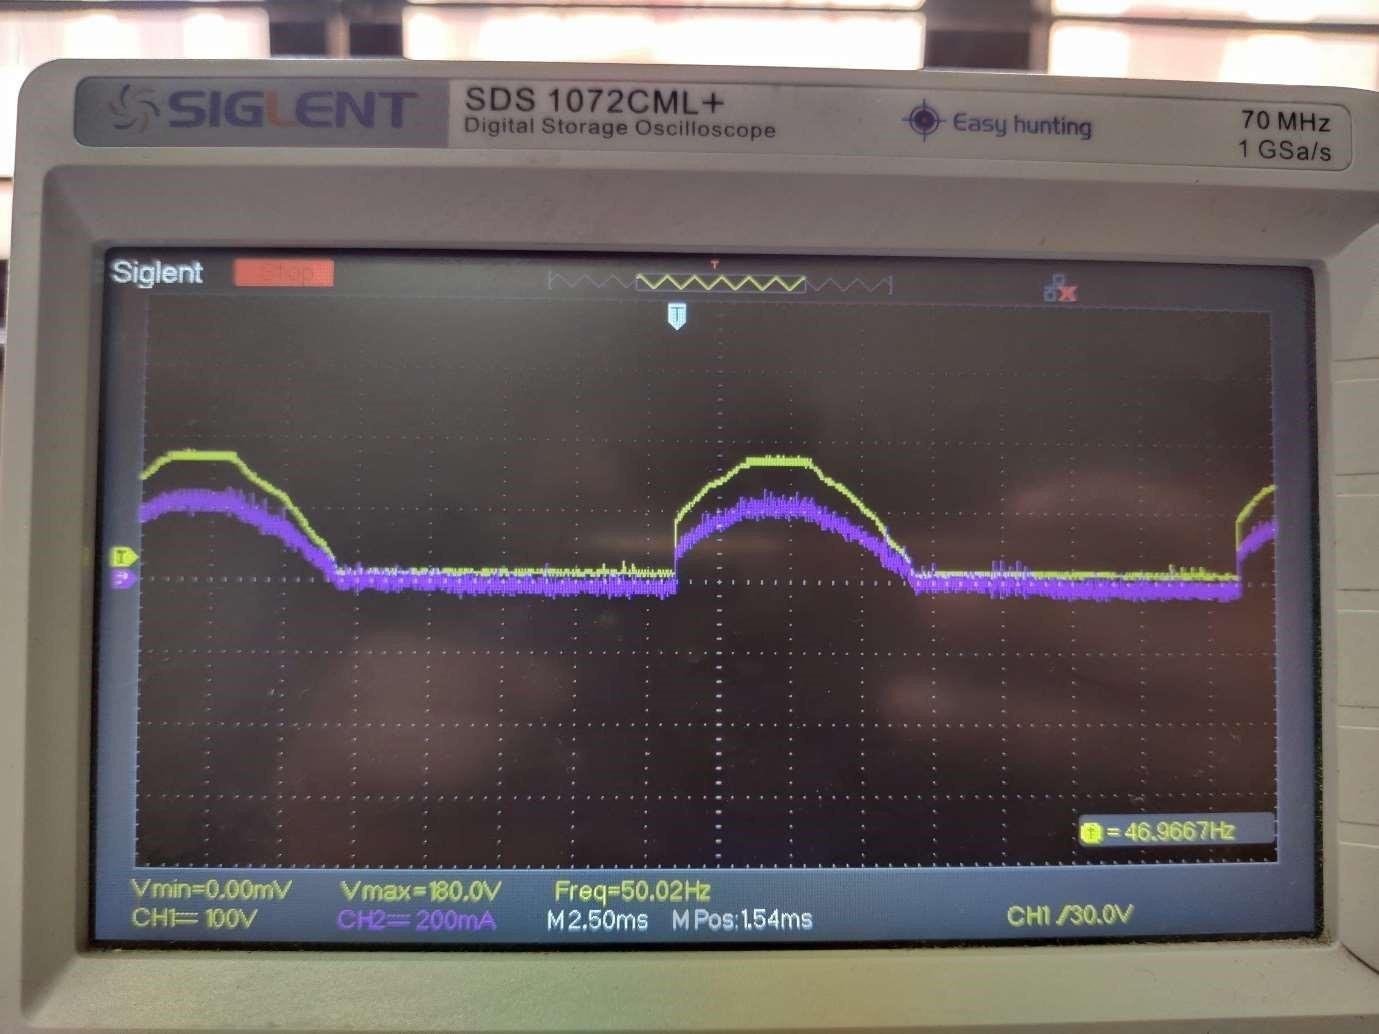 SIGLENT
SDS 1072CML+
Digital Storage Oscilloscope
Easy hunting
70 MHz
1 GSa/s
Siglent Stop
T
T
T
= 46.9667Hz
Vmin=0.00mV Vmax=180.0V Freq=50.02Hz
CH1 100V CH2 200mA M 2.50ms M Pos:1.54ms CH1 /30.0V